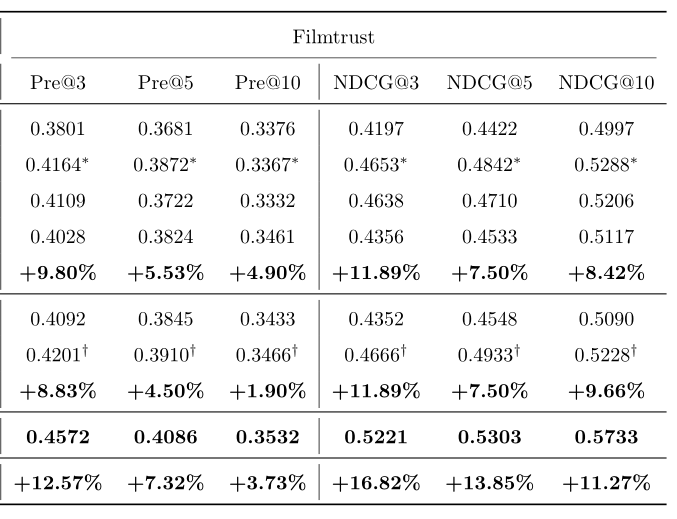 Filmtrust
Pre@3 Pre@5 Pre@10 NDCG@3 NDCG@5 NDCG@10
0.3801 0.3681 0.3376 0.4197 0.4422 0.4997
0.4164* 0.3872* 0.3367* 0.4653* 0.4842* 0.5288*
0.4109 0.3722 0.3332 0.4638 0.4710 0.5206
0.4028 0.3824 0.3461 0.4356 0.4533 0.5117
+9.80% +5.53% +4.90% +11.89% +7.50% +8.42%
0.4092 0.3845 0.3433 0.4352 0.4548 0.5090
0.4201† 0.3910† 0.3466† 0.4666† 0.4933† 0.5228†
+8.83% +4.50% +1.90% +11.89% +7.50% +9.66%
0.4572 0.4086 0.3532 0.5221 0.5303 0.5733
+12.57% +7.32% +3.73% +16.82% +13.85% +11.27%